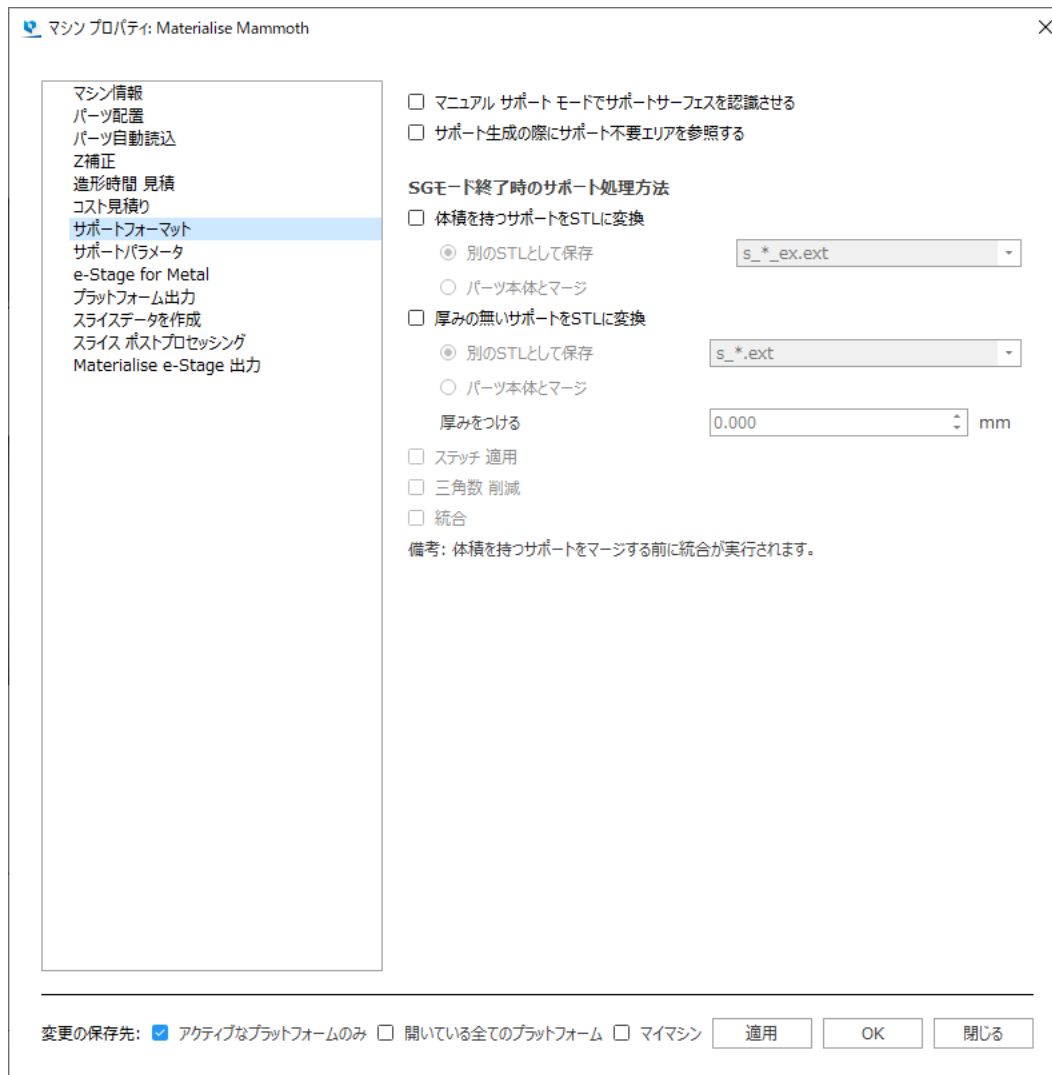 マシン プロパティ: Materialise Mammoth
マシン情報
パーツ配置
パーツ自動読込
Z補正
造形時間 見積
コスト見積り
サポートフォーマット
サポートパラメータ
e-Stage for Metal
プラットフォーム出力
スライスデータを作成
スライス ポストプロセッシング
Materialise e-Stage 出力
マニュアル サポート モードでサポートサーフェスを認識させる
サポート生成の際にサポート不要エリアを参照する
SGモード終了時のサポート処理方法
体積を持つサポートをSTLに変換
別のSTLとして保存 s_*_ex.ext
パーツ本体とマージ
厚みの無いサポートをSTLに変換
別のSTLとして保存 s_*.ext
パーツ本体とマージ
厚みをつける 0.000 mm
ステッチ 適用
三角数 削減
統合
備考: 体積を持つサポートをマージする前に統合が実行されます。
変更の保存先: アクティブなプラットフォームのみ 開いている全てのプラットフォーム マイマシン 適用 OK 閉じる